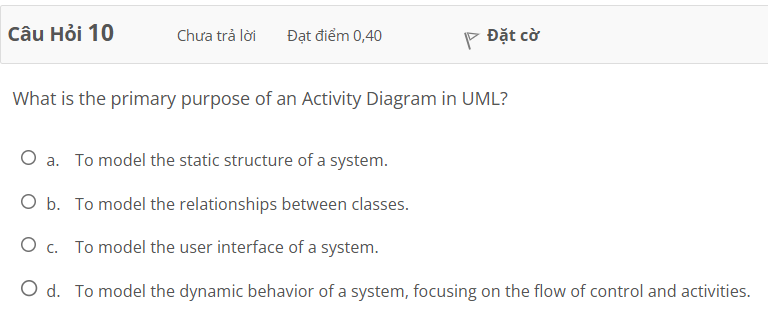 Câu Hỏi 10 Chưa trả lời Đạt điểm 0,40 Đặt cờ
What is the primary purpose of an Activity Diagram in UML?
a. To model the static structure of a system.
b. To model the relationships between classes.
c. To model the user interface of a system.
d. To model the dynamic behavior of a system, focusing on the flow of control and activities.